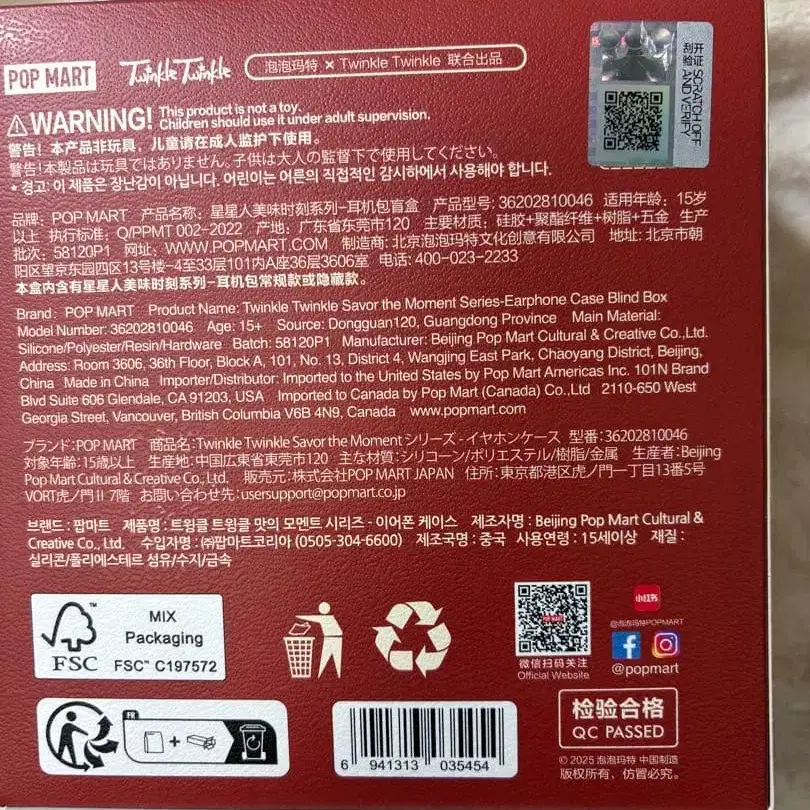 POP MART Twinkle Twinkle 泡泡玛特 × Twinkle Twinkle 联合出品
开证 SCRATCH OFF
刮验 AND VERIFY
WARNING! This product is not a toy.
Children should use it under adult supervision.
警告！本产品非玩具，儿童请在成人监护下使用。
警告！本製品は玩具ではありません。子供は大人の監督下で使用してください。
* 경고: 이 제품은 장난감이 아닙니다. 어린이는 어른의 직접적인 감시하에서 사용해야 합니다.
品牌：POP MART 产品名称：星星人美味时刻系列-耳机包盲盒 产品型号：36202810046 适用年龄：15岁
以上 执行标准：Q/PPMT 002-2022 产地：广东省东莞市120 主要材质：硅胶+聚酯纤维+树脂+五金 生产
批次：58120P1 网址：WWW.POPMART.COM 制造商：北京泡泡玛特文化创意有限公司 地址：北京市朝
阳区望京东园四区13号楼-4至33层101内A座36层3606室 电话：400-023-2233
本盒内含有星星人美味时刻系列-耳机包常规款或隐藏款。
Brand: POP MART Product Name: Twinkle Twinkle Savor the Moment Series-Earphone Case Blind Box
Model Number: 36202810046 Age: 15+ Source: Dongguan120, Guangdong Province Main Material:
Silicone/Polyester/Resin/Hardware Batch: 58120P1 Manufacturer: Beijing Pop Mart Cultural & Creative Co.,Ltd.
Address: Room 3606, 36th Floor, Block A, 101, No. 13, District 4, Wangjing East Park, Chaoyang District, Beijing,
China Made in China Importer/Distributor: Imported to the United States by Pop Mart Americas Inc. 101N Brand
Blvd Suite 606 Glendale, CA 91203, USA Imported to Canada by Pop Mart (Canada) Co.,Ltd 2110-650 West
Georgia Street, Vancouver, British Columbia V6B 4N9, Canada www.popmart.com
ブランド：POP MART 商品名：Twinkle Twinkle Savor the Moment シリーズ - イヤホンケース 型番：36202810046
対象年齢：15歳以上 生産地：中国広東省東莞市120 主な材質：シリコーン/ポリエステル/樹脂/金属 生産者：Beijing
Pop Mart Cultural & Creative Co., Ltd. 販売元：株式会社POP MART JAPAN 住所：東京都港区虎ノ門一丁目13番5号
VORT虎ノ門II 7階 お問い合わせ先：usersupport@popmart.co.jp
브랜드 : 팝마트 제품명 : 트윙클 트윙클 맛의 모멘트 시리즈 - 이어폰 케이스 제조자명 : Beijing Pop Mart Cultural &
Creative Co., Ltd. 수입자명 : ㈜팝마트코리아 (0505-304-6600) 제조국명 : 중국 사용연령 : 15세이상 재질 :
실리콘/폴리에스테르 섬유/수지/금속
FSC
MIX
Packaging
FSC™ C197572
POP MART
微信扫码关注
Official Website
小红书
@泡泡玛特POPMART
@popmart
FR
6 941313 035454
检验合格
QC PASSED
© 2025 泡泡玛特 中国制造
版权所有，仿冒必究。